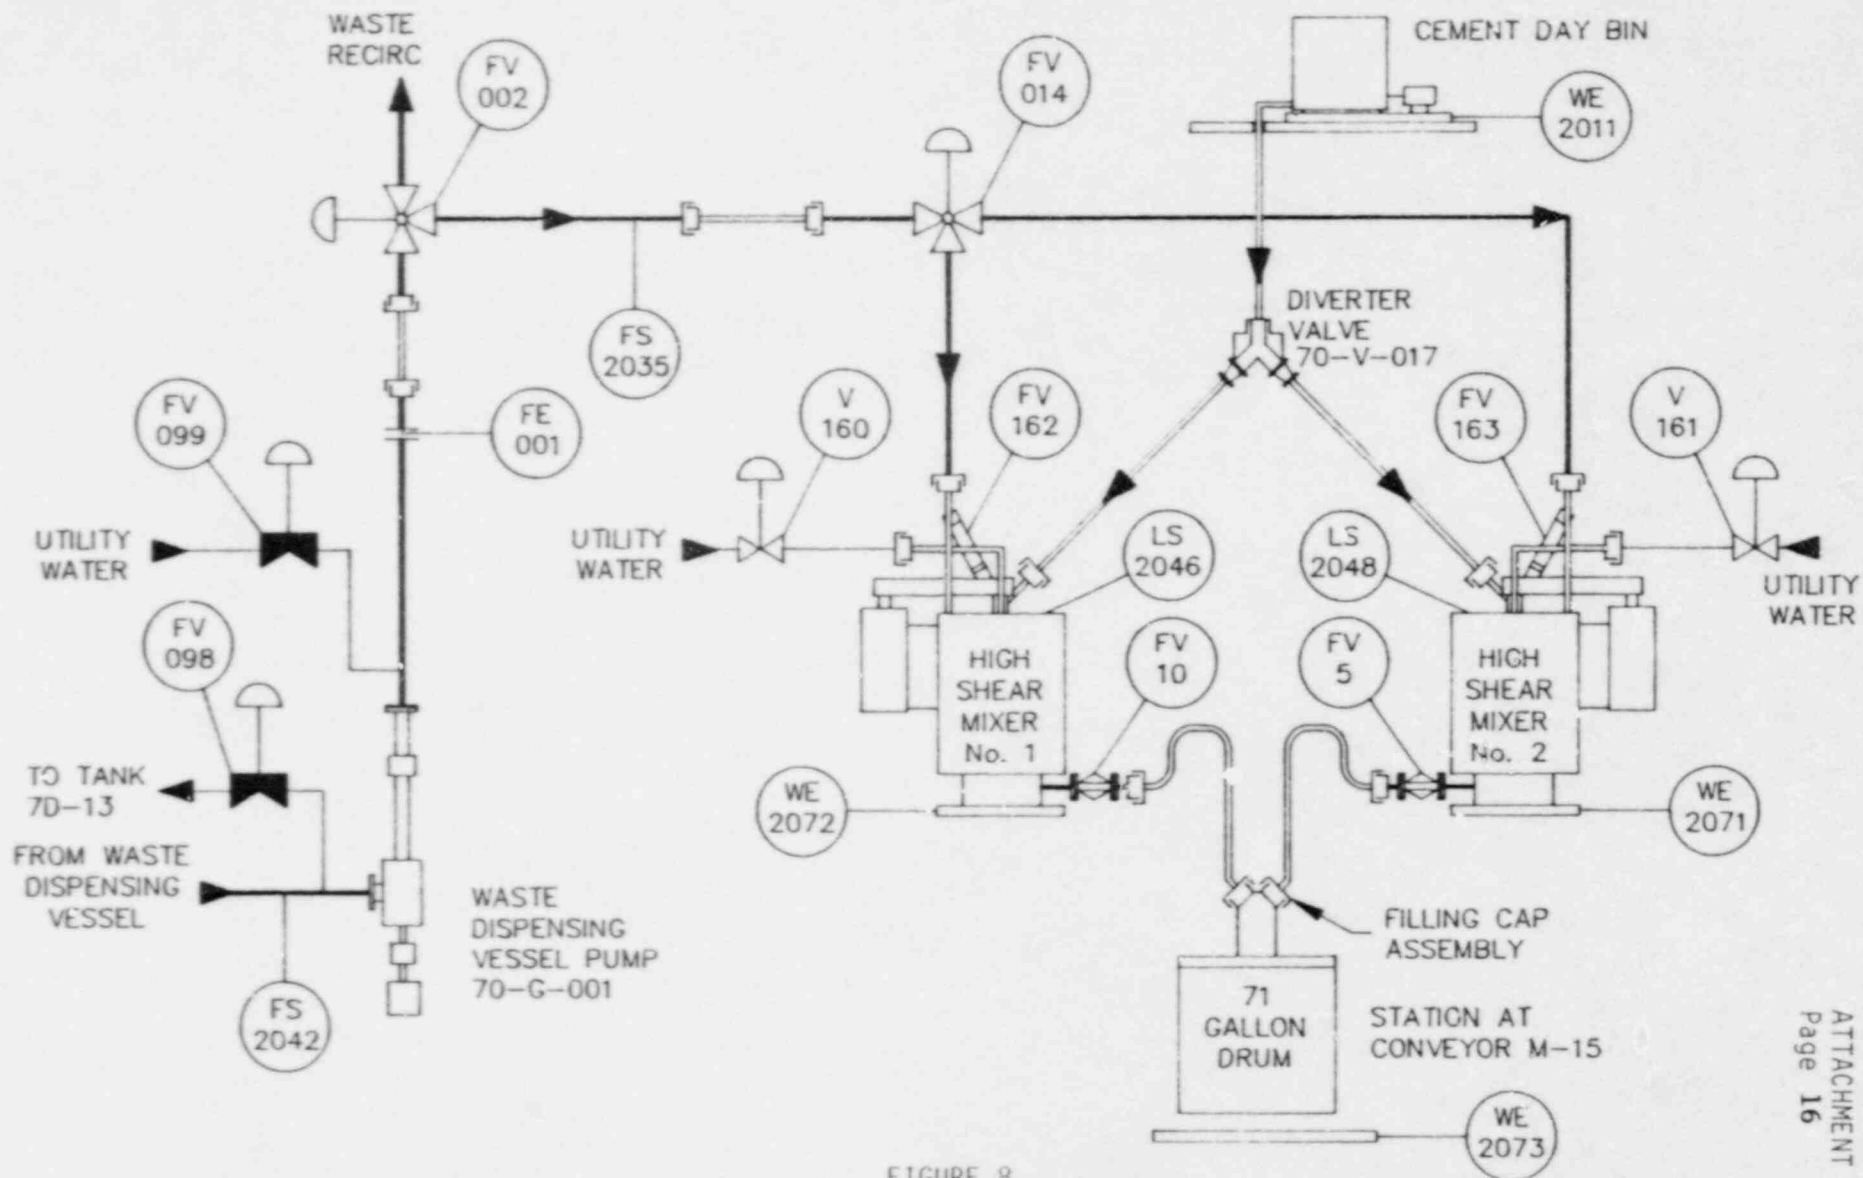 WASTE
RECIRC
FV
002
FV
014
CEMENT DAY BIN
WE
2011
FS
2035
DIVERTER
VALVE
70-V-017
FV
099
FE
001
V
160
FV
162
FV
163
V
161
UTILITY
WATER
UTILITY
WATER
LS
2046
LS
2048
UTILITY
WATER
FV
098
HIGH
SHEAR
MIXER
No. 1
FV
10
FV
5
HIGH
SHEAR
MIXER
No. 2
TO TANK
7D-13
WE
2072
WE
2071
FROM WASTE
DISPENSING
VESSEL
WASTE
DISPENSING
VESSEL PUMP
70-G-001
FILLING CAP
ASSEMBLY
FS
2042
71
GALLON
DRUM
STATION AT
CONVEYOR M-15
WE
2073
ATTACHMENT
Page 16
FIGURE 8